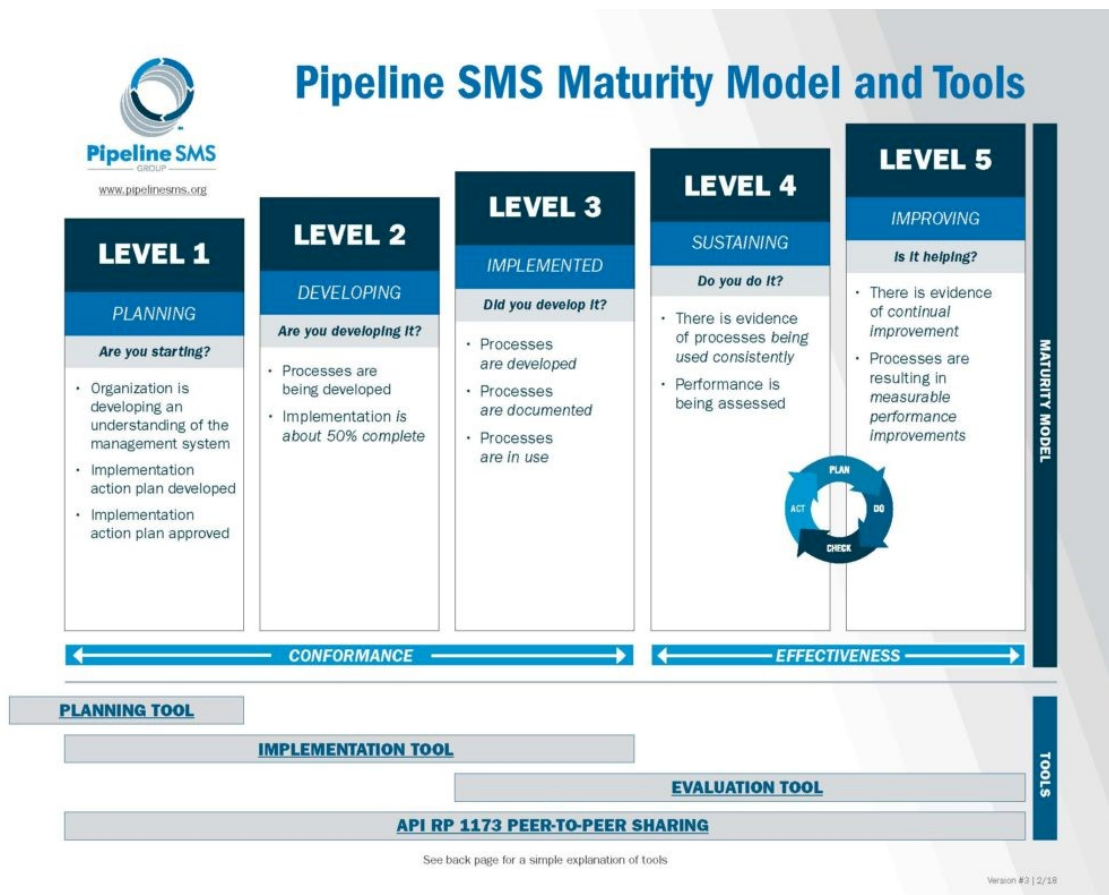 Pipeline SMS Maturity Model and Tools
Pipeline SMS
GROUP
www.pipelinesms.org
LEVEL 1
PLANNING
Are you starting?
• Organization is
developing an
understanding of the
management system
• Implementation
action plan developed
• Implementation
action plan approved
LEVEL 2
DEVELOPING
Are you developing it?
• Processes are
being developed
• Implementation is
about 50% complete
LEVEL 3
IMPLEMENTED
Did you develop it?
• Processes
are developed
• Processes
are documented
• Processes
are in use
LEVEL 4
SUSTAINING
Do you do it?
• There is evidence
of processes being
used consistently
• Performance is
being assessed
LEVEL 5
IMPROVING
Is it helping?
• There is evidence
of continual
improvement
• Processes are
resulting in
measurable
performance
improvements
PLAN
DO
CHECK
ACT
MATURITY MODEL
CONFORMANCE
EFFECTIVENESS
PLANNING TOOL
IMPLEMENTATION TOOL
EVALUATION TOOL
API RP 1173 PEER-TO-PEER SHARING
TOOLS
See back page for a simple explanation of tools
Version #3 | 2/18